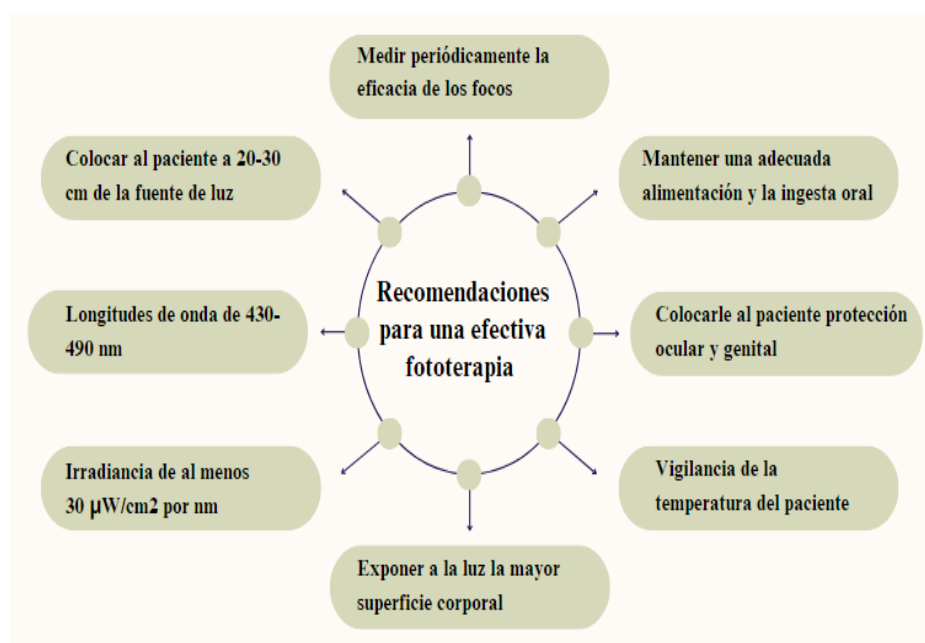 Medir periódicamente la
eficacia de los focos
Colocar al paciente a 20-30
cm de la fuente de luz
Mantener una adecuada
alimentación y la ingesta oral
Recomendaciones
para una efectiva
fototerapia
Longitudes de onda de 430-
490 nm
Colocarle al paciente protección
ocular y genital
Irradiancia de al menos
30 μW/cm2 por nm
Vigilancia de la
temperatura del paciente
Exponer a la luz la mayor
superficie corporal